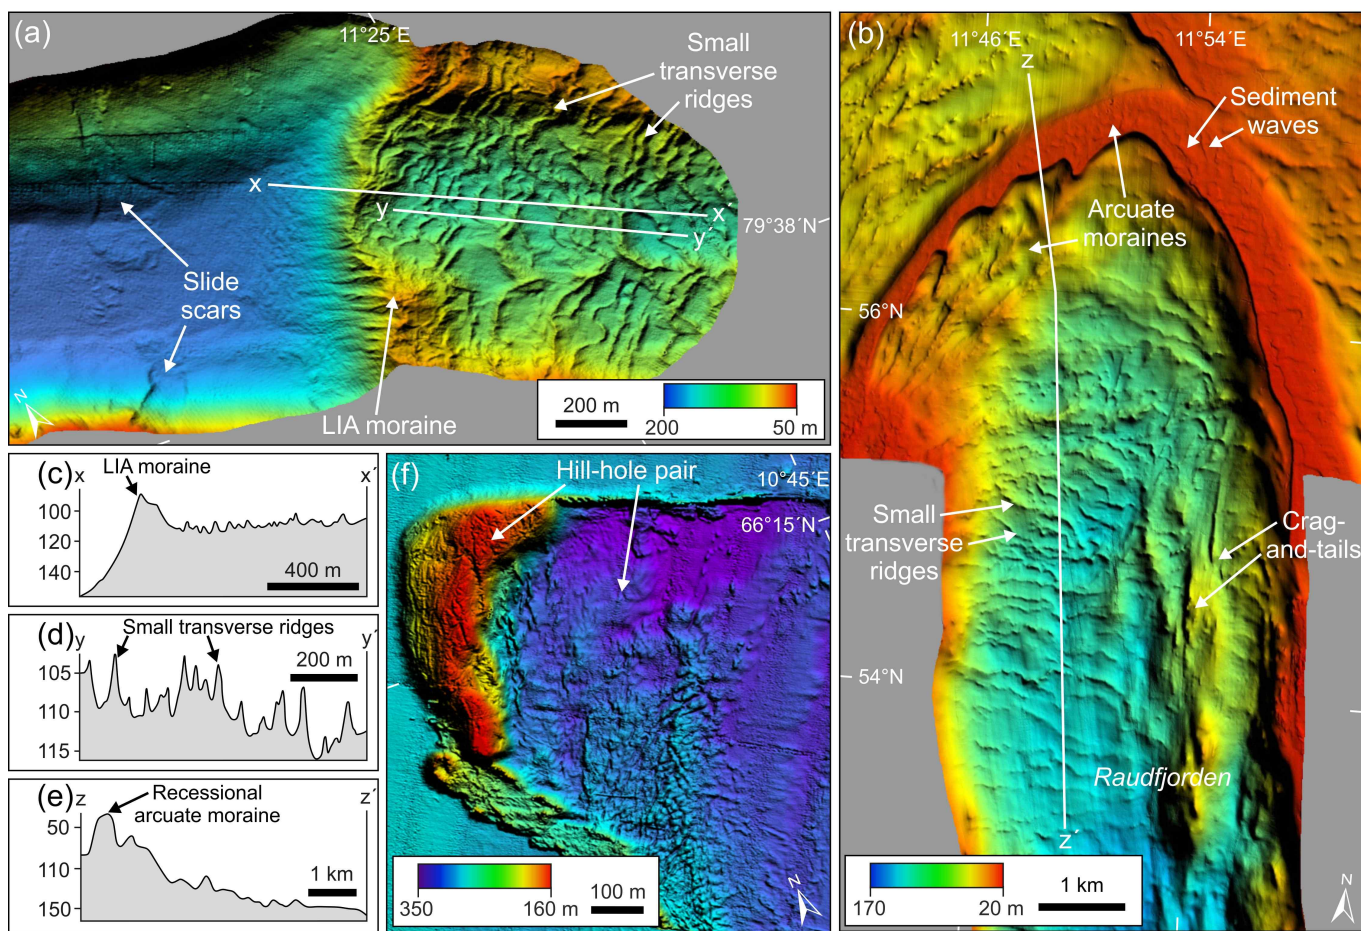 (a)
11°25´E
Small
transverse
ridges
x
x´
y
y´
79°38´N
Slide
scars
LIA moraine
N
200 m
200
50 m
(b)
11°46´E
11°54´E
z
Sediment
waves
Arcuate
moraines
56°N
Small
transverse
ridges
Crag-
and-tails
54°N
Raudfjorden
z´
170
20 m
1 km
N
(c)
LIA moraine
x
x´
100
120
140
400 m
(d)
y
Small transverse ridges
y´
105
110
115
200 m
(e)
z
Recessional
arcuate moraine
z´
50
110
150
1 km
(f)
Hill-hole pair
10°45´E
66°15´N
350
160 m
100 m
N